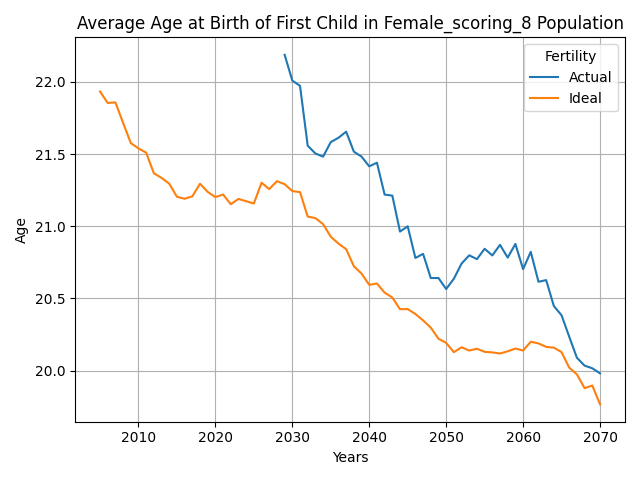 Average Age at Birth of First Child in Female_scoring_8 Population
Fertility
Actual
Ideal
22.0
21.5
21.0
20.5
20.0
Age
2010 2020 2030 2040 2050 2060 2070
Years